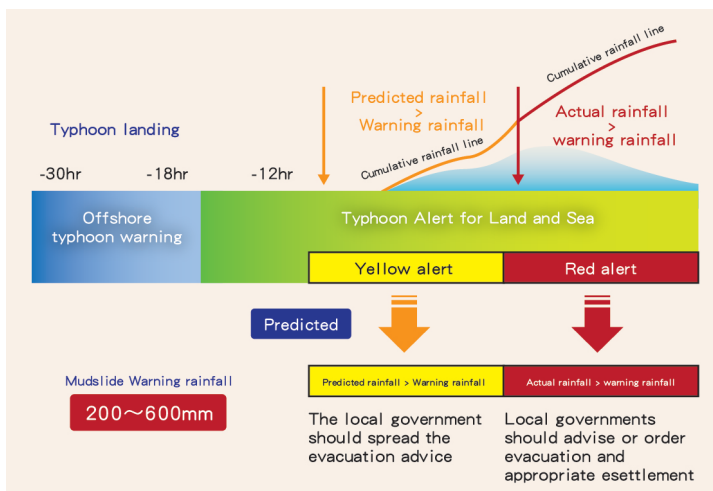 Cumulative rainfall line
Predicted rainfall
>
Warning rainfall
Actual rainfall
>
warning rainfall
Typhoon landing
Cumulative rainfall line
-30hr
-18hr
-12hr
Offshore
typhoon warning
Typhoon Alert for Land and Sea
Yellow alert
Red alert
Predicted
Mudslide Warning rainfall
200～600mm
Predicted rainfall > Warning rainfall
Actual rainfall > warning rainfall
The local government
should spread the
evacuation advice
Local governments
should advise or order
evacuation and
appropriate esettlement